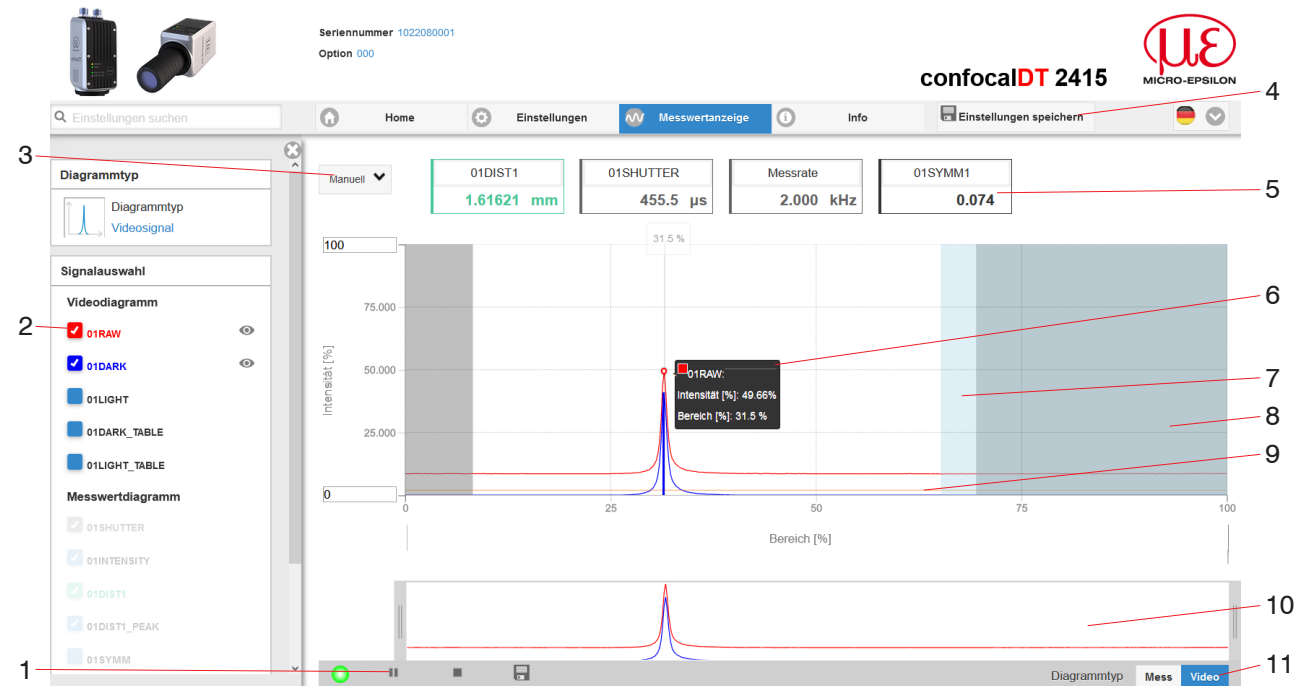 Seriennummer 1022080001
Option 000
confocalDT 2415
με
MICRO-EPSILON
4
Einstellungen suchen
Home
Einstellungen
Messwertanzeige
Info
Einstellungen speichern
3
Diagrammtyp
Diagrammtyp
Videosignal
Manuell
01DIST1
1.61621 mm
01SHUTTER
455.5 µs
Messrate
2.000 kHz
01SYMM1
0.074
5
Signalauswahl
Videodiagramm
2
01RAW
01DARK
01LIGHT
01DARK_TABLE
01LIGHT_TABLE
Messwertdiagramm
01SHUTTER
01INTENSITY
01DIST1
01DIST1_PEAK
01SYMM
31.5 %
100
75.000
50.000
25.000
0
Intensität [%]
01RAW:
Intensität [%]: 49.66%
Bereich [%]: 31.5 %
6
7
8
9
0
25
50
75
100
Bereich [%]
10
1
Diagrammtyp
Mess
Video
11